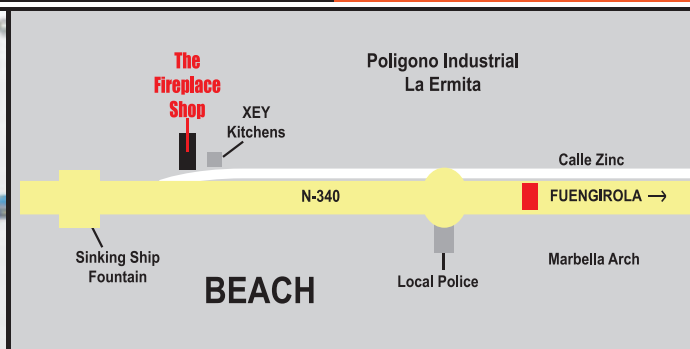 The
Fireplace
Shop
XEY
Kitchens
Poligono Industrial
La Ermita
Calle Zinc
N-340
FUENGIROLA →
Sinking Ship
Fountain
BEACH
Local Police
Marbella Arch